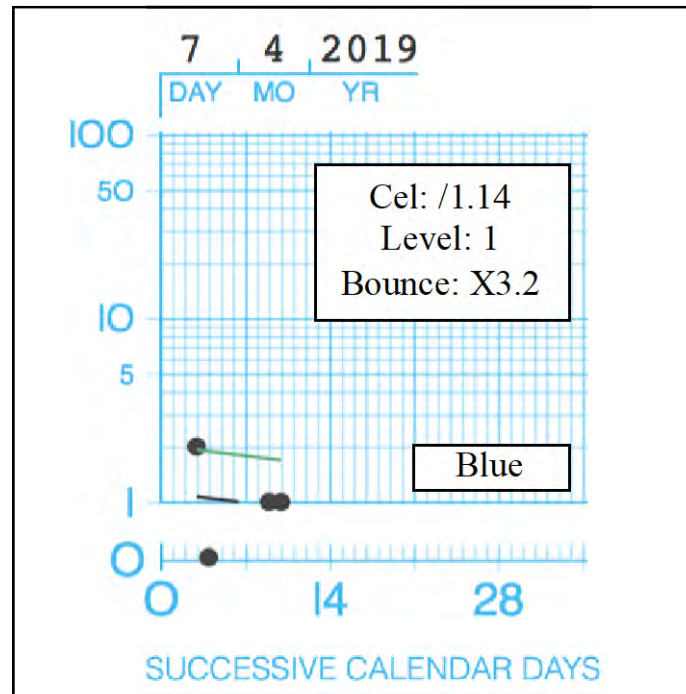 7 4 2019
DAY MO YR
100
50
10
5
1
0
0 14 28
Cel: /1.14
Level: 1
Bounce: X3.2
Blue
SUCCESSIVE CALENDAR DAYS